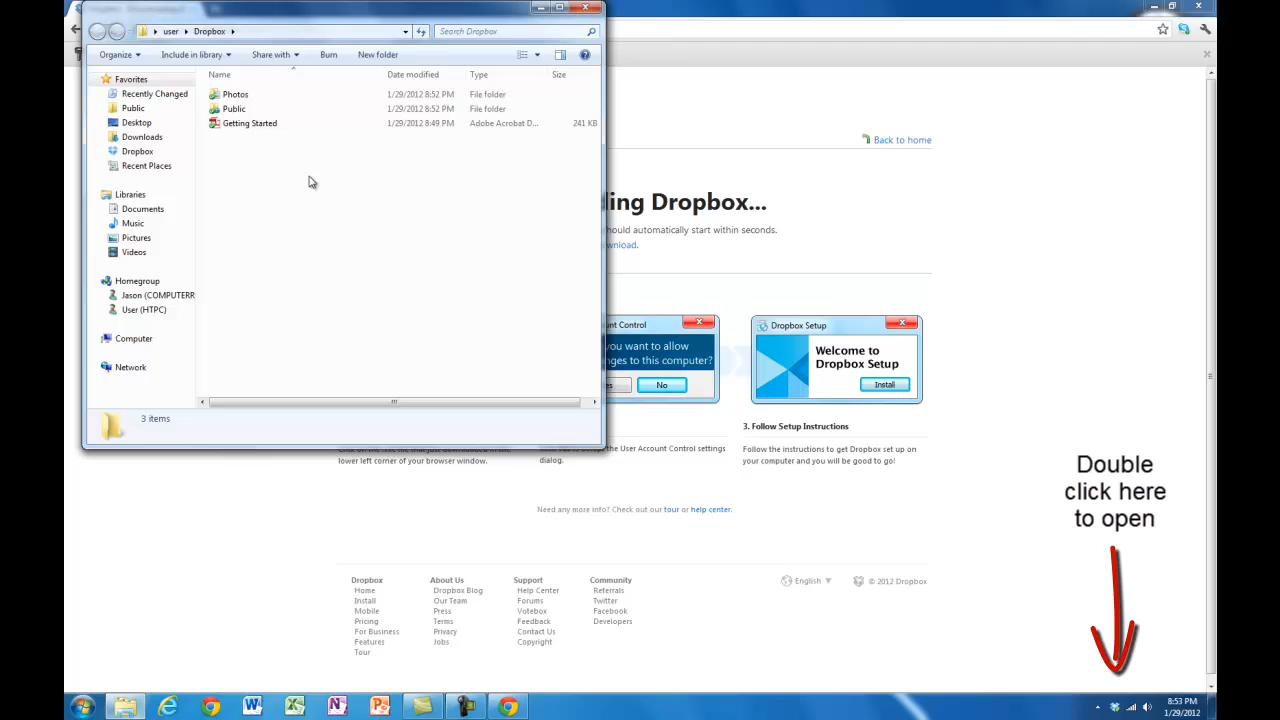 user
Dropbox
Search Dropbox
Organize
Include in library
Share with
Burn
New folder
Name
Date modified
Type
Size
Favorites
Recently Changed
Public
Desktop
Downloads
Dropbox
Recent Places
Libraries
Documents
Music
Pictures
Videos
Homegroup
Jason (COMPUTERR
User (HTPC)
Computer
Network
Photos 1/29/2012 8:52 PM File folder
Public 1/29/2012 8:52 PM File folder
Getting Started 1/29/2012 8:49 PM Adobe Acrobat D... 241 KB
3 items
Back to home
ding Dropbox...
hould automatically start within seconds.
wnload.
unt Control
you want to allow
nges to this computer?
es
No
Dropbox Setup
Welcome to
Dropbox Setup
Install
3. Follow Setup Instructions
the User Account Control settings
dialog.
Follow the instructions to get Dropbox set up on
your computer and you will be good to go!
lower left corner of your browser window.
Need any more info? Check out our tour or help center.
Double
click here
to open
Dropbox
Home
Install
Mobile
Pricing
For Business
Features
Tour
About Us
Dropbox Blog
Our Team
Press
Terms
Privacy
Jobs
Support
Help Center
Forums
Votebox
Feedback
Contact Us
Copyright
Community
Referrals
Twitter
Facebook
Developers
English
© 2012 Dropbox
8:53 PM
1/29/2012